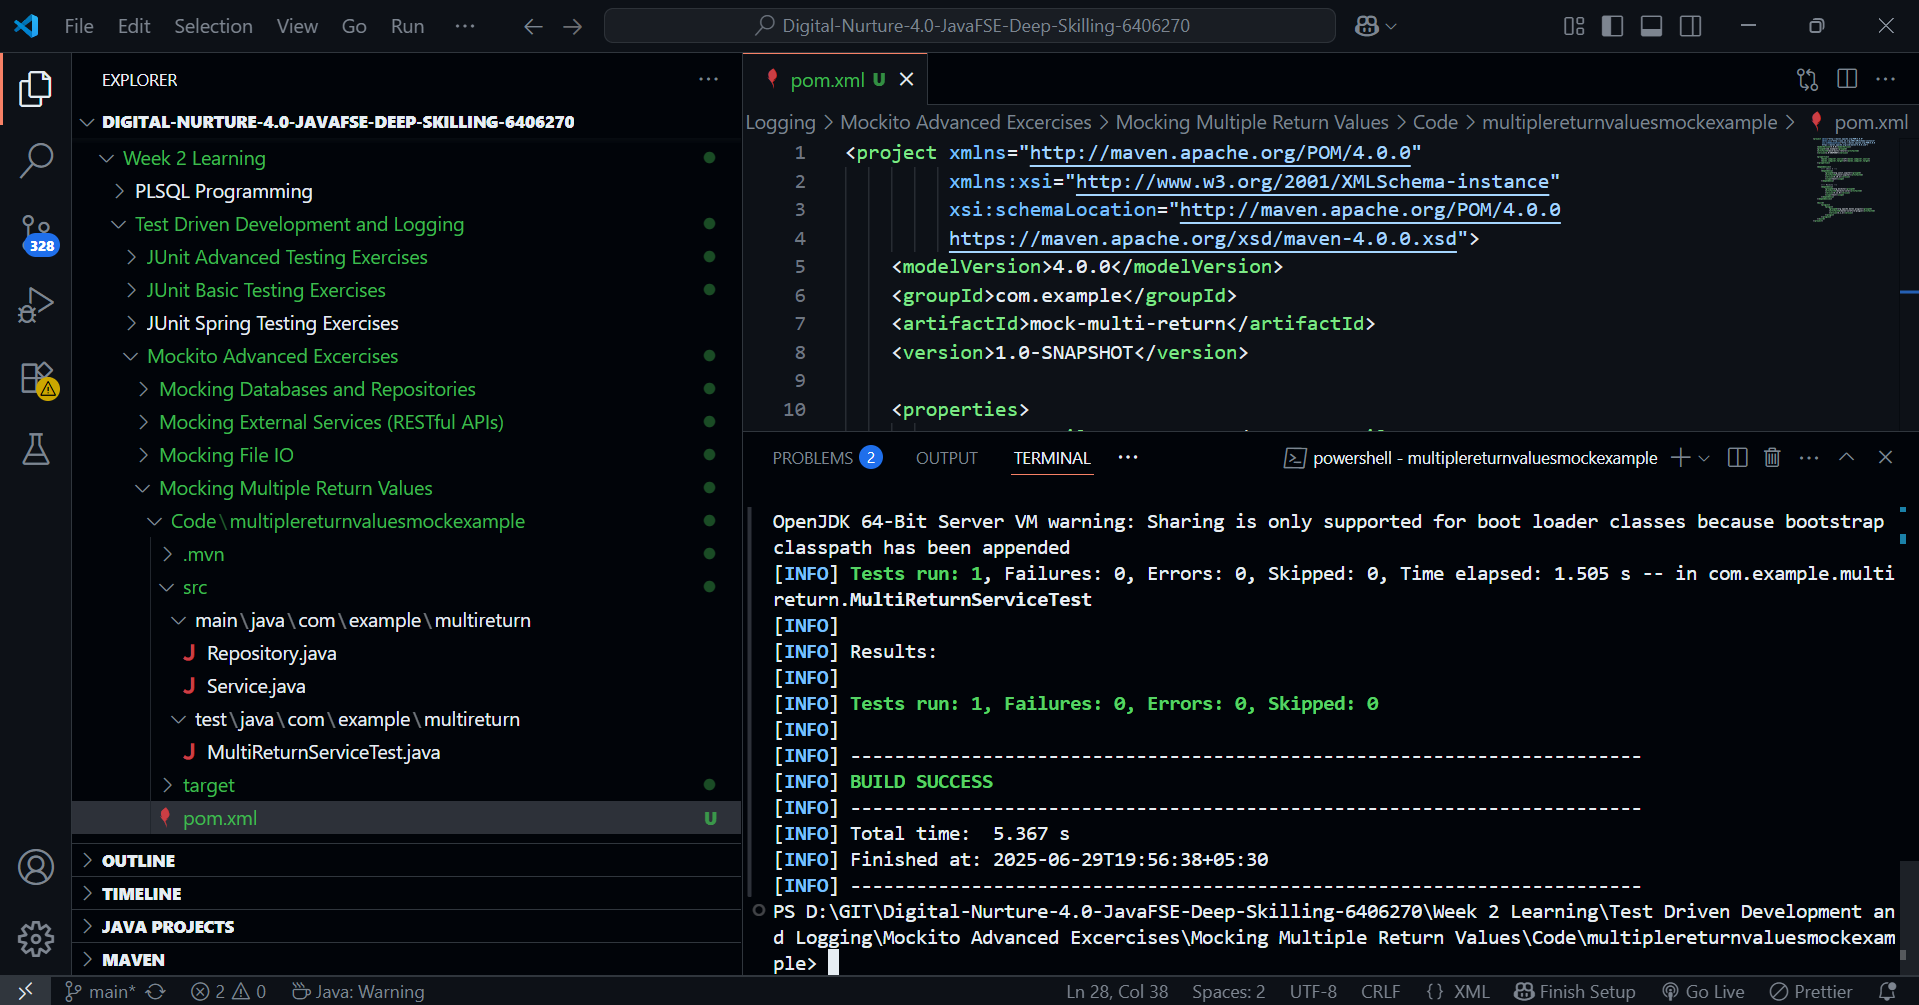 File Edit Selection View Go Run ··· Digital-Nurture-4.0-JavaFSE-Deep-Skilling-6406270
EXPLORER
DIGITAL-NURTURE-4.0-JAVAFSE-DEEP-SKILLING-6406270
Week 2 Learning
PLSQL Programming
Test Driven Development and Logging
JUnit Advanced Testing Exercises
JUnit Basic Testing Exercises
JUnit Spring Testing Exercises
Mockito Advanced Excercises
Mocking Databases and Repositories
Mocking External Services (RESTful APIs)
Mocking File IO
Mocking Multiple Return Values
Code\multiplereturnvaluesmockexample
.mvn
src
main\java\com\example\multireturn
J Repository.java
J Service.java
test\java\com\example\multireturn
J MultiReturnServiceTest.java
target
pom.xml U
OUTLINE
TIMELINE
JAVA PROJECTS
MAVEN
328
pom.xml U
Logging > Mockito Advanced Excercises > Mocking Multiple Return Values > Code > multiplereturnvaluesmockexample > pom.xml
1 <project xmlns="http://maven.apache.org/POM/4.0.0"
2 xmlns:xsi="http://www.w3.org/2001/XMLSchema-instance"
3 xsi:schemaLocation="http://maven.apache.org/POM/4.0.0
4 https://maven.apache.org/xsd/maven-4.0.0.xsd">
5 <modelVersion>4.0.0</modelVersion>
6 <groupId>com.example</groupId>
7 <artifactId>mock-multi-return</artifactId>
8 <version>1.0-SNAPSHOT</version>
9
10 <properties>
PROBLEMS 2 OUTPUT TERMINAL ··· powershell - multiplereturnvaluesmockexample
OpenJDK 64-Bit Server VM warning: Sharing is only supported for boot loader classes because bootstrap
classpath has been appended
[INFO] Tests run: 1, Failures: 0, Errors: 0, Skipped: 0, Time elapsed: 1.505 s -- in com.example.multi
return.MultiReturnServiceTest
[INFO]
[INFO] Results:
[INFO]
[INFO] Tests run: 1, Failures: 0, Errors: 0, Skipped: 0
[INFO]
[INFO] ------------------------------------------------------------------------
[INFO] BUILD SUCCESS
[INFO] ------------------------------------------------------------------------
[INFO] Total time:  5.367 s
[INFO] Finished at: 2025-06-29T19:56:38+05:30
[INFO] ------------------------------------------------------------------------
PS D:\GIT\Digital-Nurture-4.0-JavaFSE-Deep-Skilling-6406270\Week 2 Learning\Test Driven Development an
d Logging\Mockito Advanced Excercises\Mocking Multiple Return Values\Code\multiplereturnvaluesmockexam
ple>
main* 2 0 Java: Warning Ln 28, Col 38 Spaces: 2 UTF-8 CRLF {} XML Finish Setup Go Live Prettier